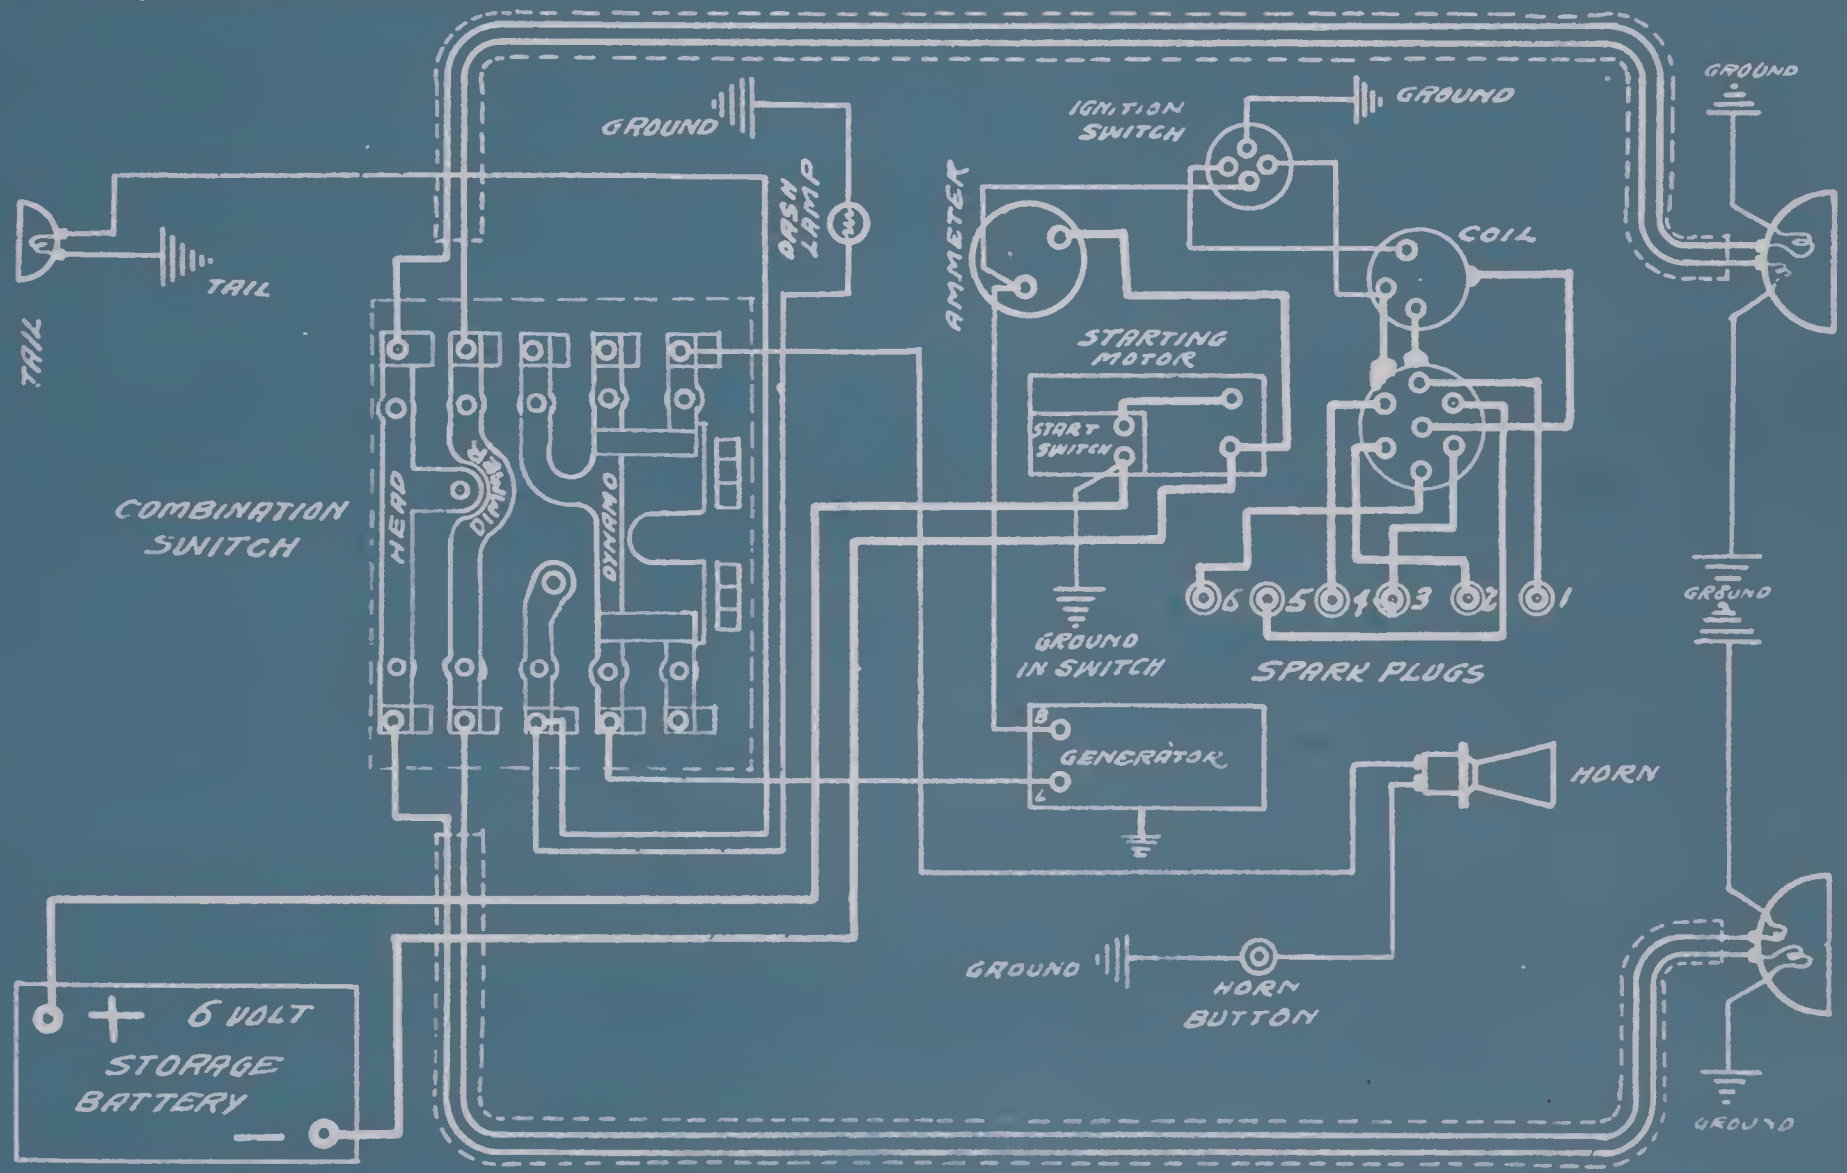 GROUND
IGNITION
SWITCH
GROUND
GROUND
DASH
LAMP
AMMETER
COIL
TAIL
TAIL
STARTING
MOTOR
START
SWITCH
COMBINATION
SWITCH
HEAD
DIMMER
DYNAMO
6 5 4 3 2 1
GROUND
GROUND
IN SWITCH
SPARK PLUGS
B
GENERATOR
L
HORN
GROUND
HORN
BUTTON
+ 6 VOLT
STORAGE
BATTERY
—
GROUND